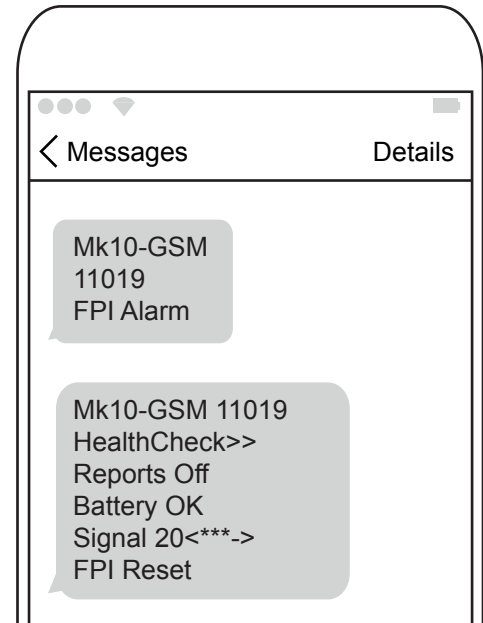 Messages
Details
Mk10-GSM
11019
FPI Alarm
Mk10-GSM 11019
HealthCheck>>
Reports Off
Battery OK
Signal 20<***->
FPI Reset